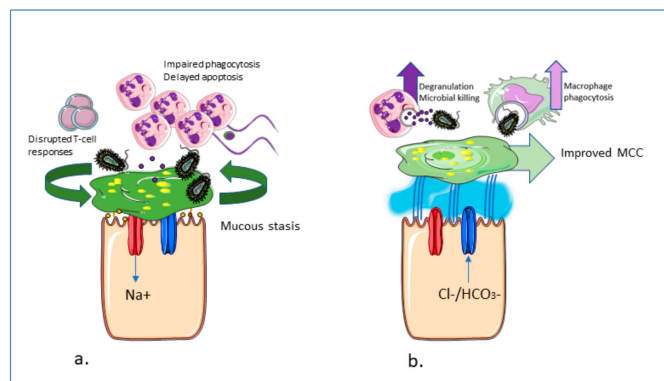 Impaired phagocytosis
Delayed apoptosis
Disrupted T-cell
responses
Mucous stasis
Na+
a.
Degranulation
Microbial killing
Macrophage
phagocytosis
Improved MCC
Cl-/HCO₃-
b.